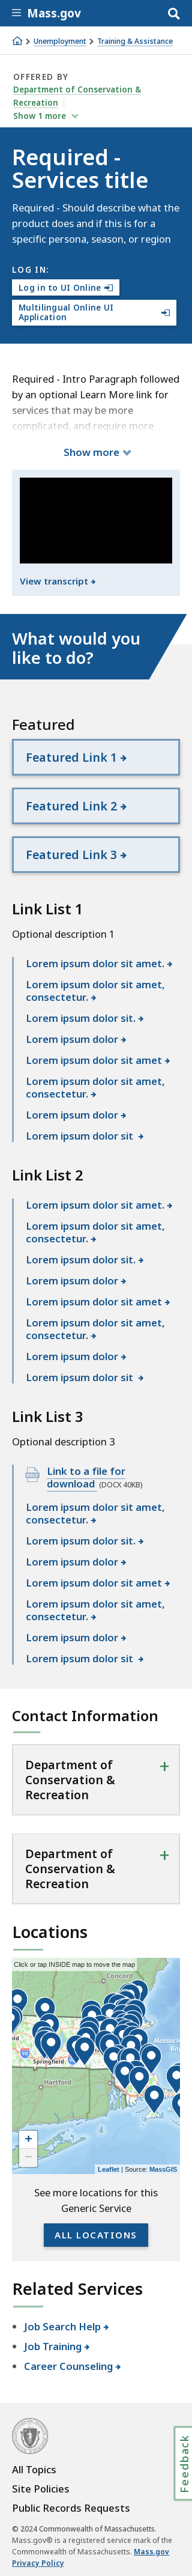 Mass.gov
Unemployment
Training & Assistance
OFFERED BY
Department of Conservation &
Recreation
Show 1 more
Required -
Services title
Required - Should describe what the
product does and if it is for a
specific persona, season, or region
LOG IN:
Log in to UI Online
Multilingual Online UI
Application
Required - Intro Paragraph followed
by an optional Learn More link for
services that may be more
complicated, and require more
Show more
View transcript
What would you
like to do?
Featured
Featured Link 1
Featured Link 2
Featured Link 3
Link List 1
Optional description 1
Lorem ipsum dolor sit amet.
Lorem ipsum dolor sit amet,
consectetur.
Lorem ipsum dolor sit.
Lorem ipsum dolor
Lorem ipsum dolor sit amet
Lorem ipsum dolor sit amet,
consectetur.
Lorem ipsum dolor
Lorem ipsum dolor sit
Link List 2
Lorem ipsum dolor sit amet.
Lorem ipsum dolor sit amet,
consectetur.
Lorem ipsum dolor sit.
Lorem ipsum dolor
Lorem ipsum dolor sit amet
Lorem ipsum dolor sit amet,
consectetur.
Lorem ipsum dolor
Lorem ipsum dolor sit
Link List 3
Optional description 3
DOCX
Link to a file for
download (DOCX 40KB)
Lorem ipsum dolor sit amet,
consectetur.
Lorem ipsum dolor sit.
Lorem ipsum dolor
Lorem ipsum dolor sit amet
Lorem ipsum dolor sit amet,
consectetur.
Lorem ipsum dolor
Lorem ipsum dolor sit
Contact Information
Department of
Conservation &
Recreation
+
Department of
Conservation &
Recreation
+
Locations
Click or tap INSIDE map to move the map
Concord
Springfield
Hartford
+
−
Leaflet | Source: MassGIS
See more locations for this
Generic Service
ALL LOCATIONS
Related Services
Job Search Help
Job Training
Career Counseling
Feedback
All Topics
Site Policies
Public Records Requests
© 2024 Commonwealth of Massachusetts.
Mass.gov® is a registered service mark of the
Commonwealth of Massachusetts. Mass.gov
Privacy Policy